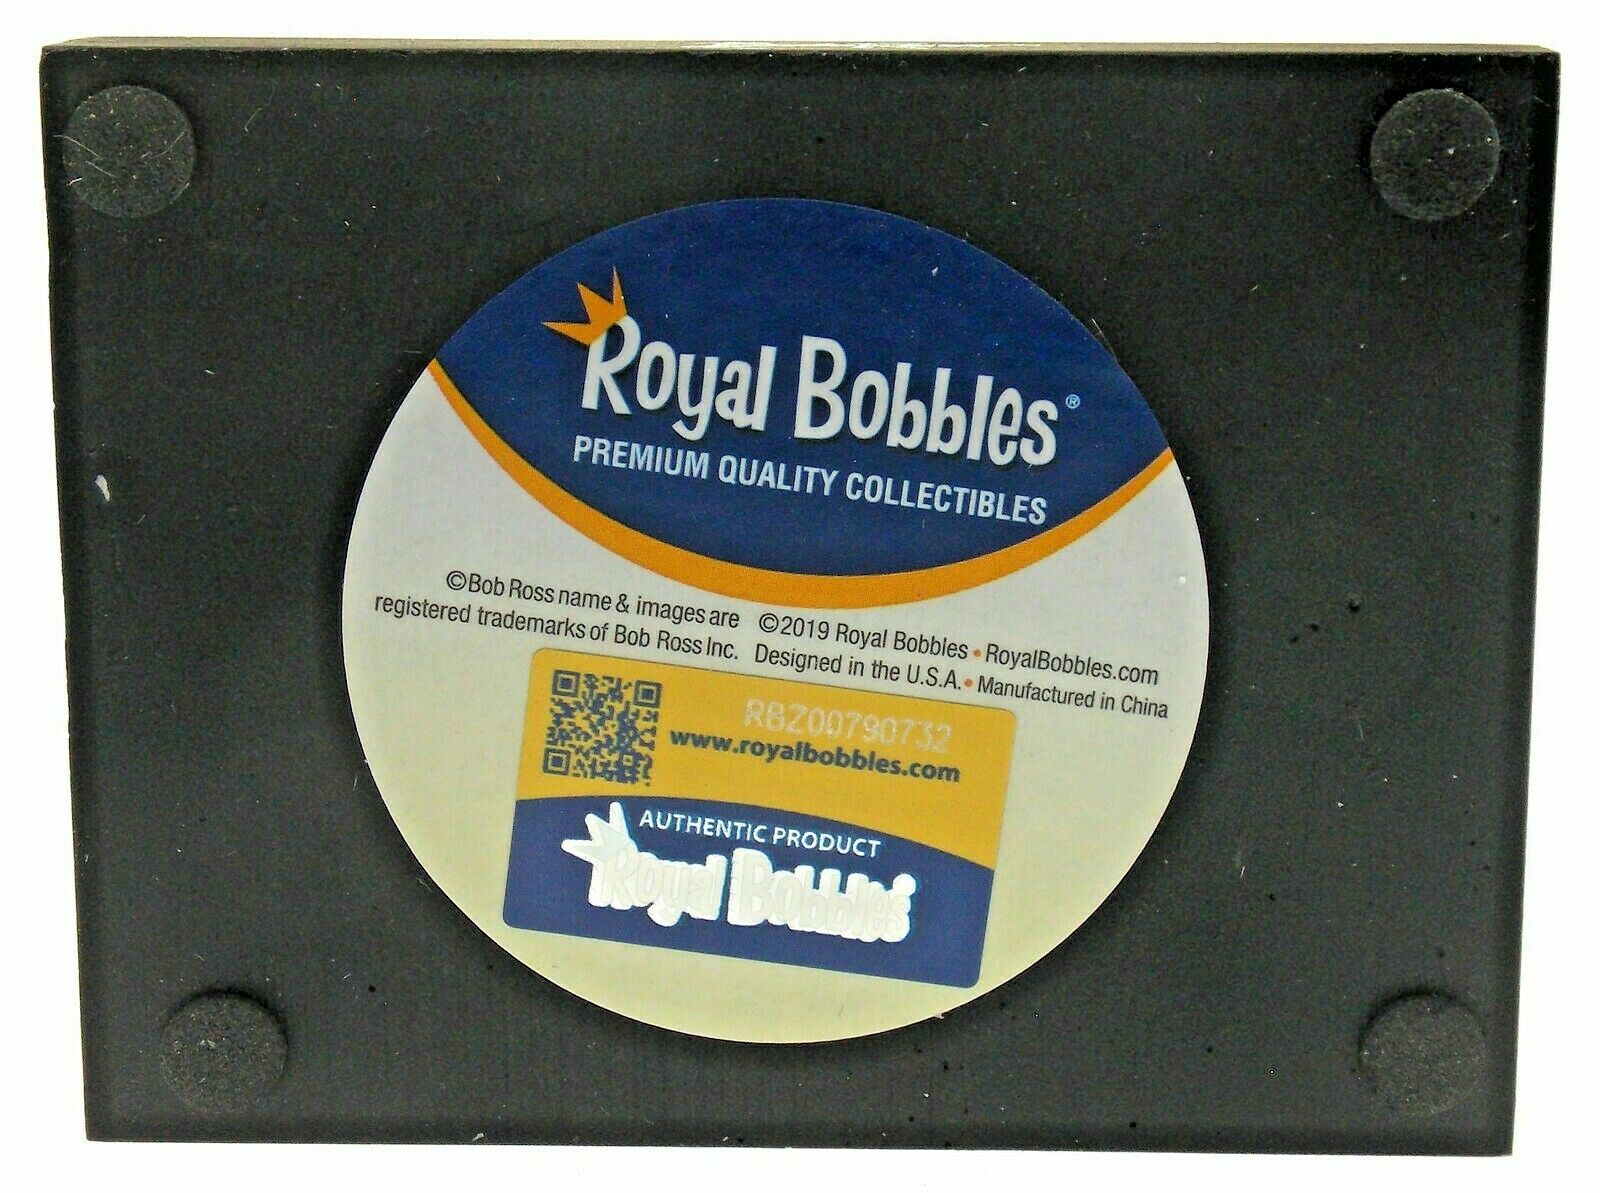 Royal Bobbles®
PREMIUM QUALITY COLLECTIBLES
©Bob Ross name & images are
registered trademarks of Bob Ross Inc.
©2019 Royal Bobbles • RoyalBobbles.com
Designed in the U.S.A. • Manufactured in China
RBZ00790732
www.royalbobbles.com
AUTHENTIC PRODUCT
Royal Bobbles